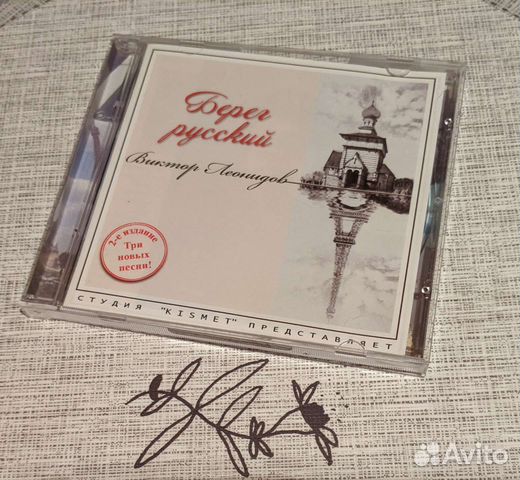 Берег
русский
Виктор Леонидов
2-е издание
Три
новых
песни!
СТУДИЯ "KISMET" ПРЕДСТАВЛЯЕТ
Avito